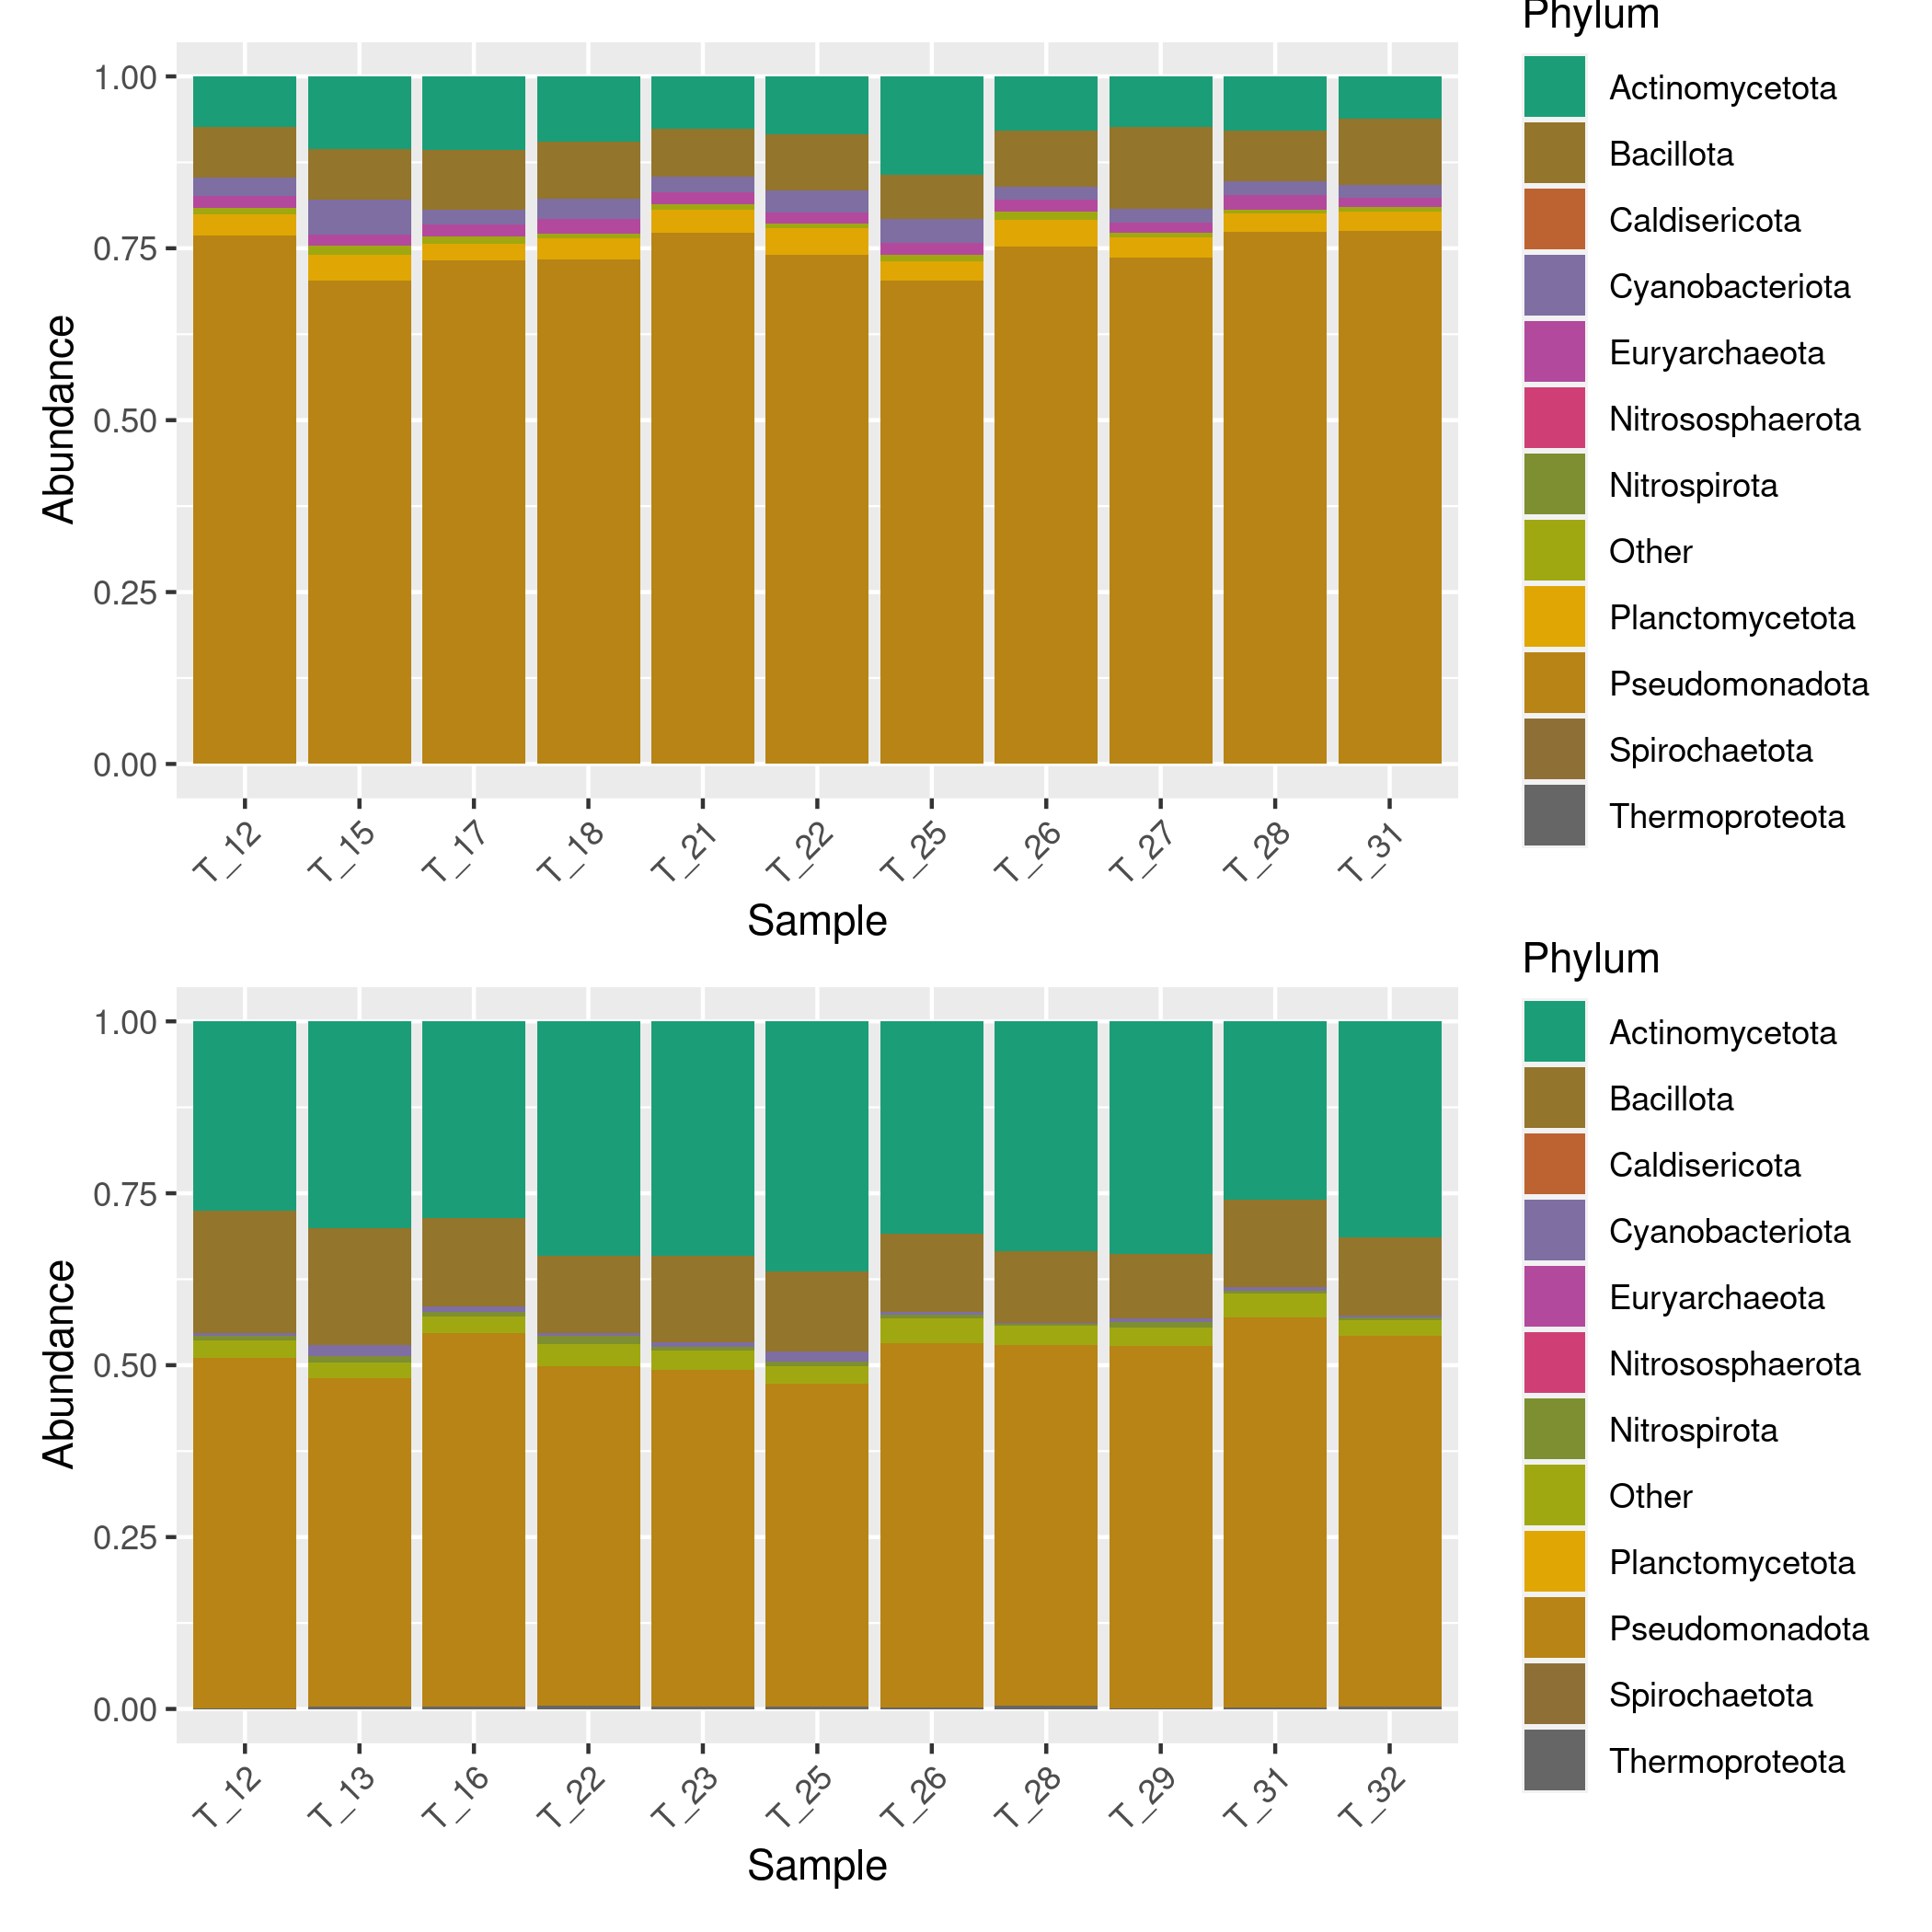 Phylum
1.00
0.75
0.50
0.25
0.00
Abundance
T_12 T_15 T_17 T_18 T_21 T_22 T_25 T_26 T_27 T_28 T_31
Sample
Actinomycetota
Bacillota
Caldisericota
Cyanobacteriota
Euryarchaeota
Nitrososphaerota
Nitrospirota
Other
Planctomycetota
Pseudomonadota
Spirochaetota
Thermoproteota
Phylum
1.00
0.75
0.50
0.25
0.00
Abundance
T_12 T_13 T_16 T_22 T_23 T_25 T_26 T_28 T_29 T_31 T_32
Sample
Actinomycetota
Bacillota
Caldisericota
Cyanobacteriota
Euryarchaeota
Nitrososphaerota
Nitrospirota
Other
Planctomycetota
Pseudomonadota
Spirochaetota
Thermoproteota